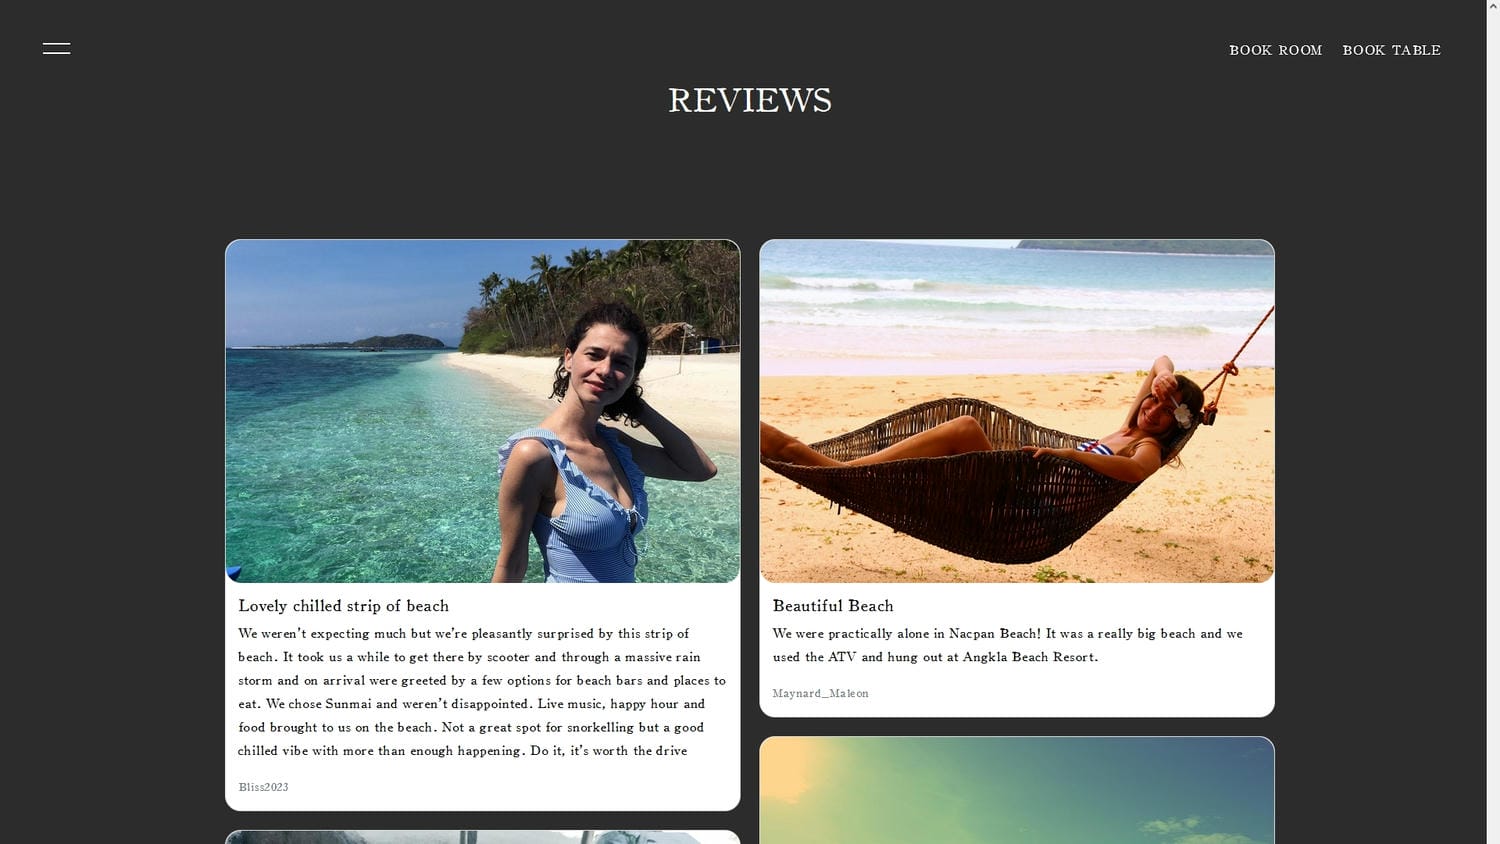 BOOK ROOM BOOK TABLE
REVIEWS
Lovely chilled strip of beach
We weren't expecting much but we're pleasantly surprised by this strip of
beach. It took us a while to get there by scooter and through a massive rain
storm and on arrival were greeted by a few options for beach bars and places to
eat. We chose Sunmai and weren't disappointed. Live music, happy hour and
food brought to us on the beach. Not a great spot for snorkelling but a good
chilled vibe with more than enough happening. Do it, it's worth the drive
Bliss2023
Beautiful Beach
We were practically alone in Nacpan Beach! It was a really big beach and we
used the ATV and hung out at Angkla Beach Resort.
Maynard_Maleon